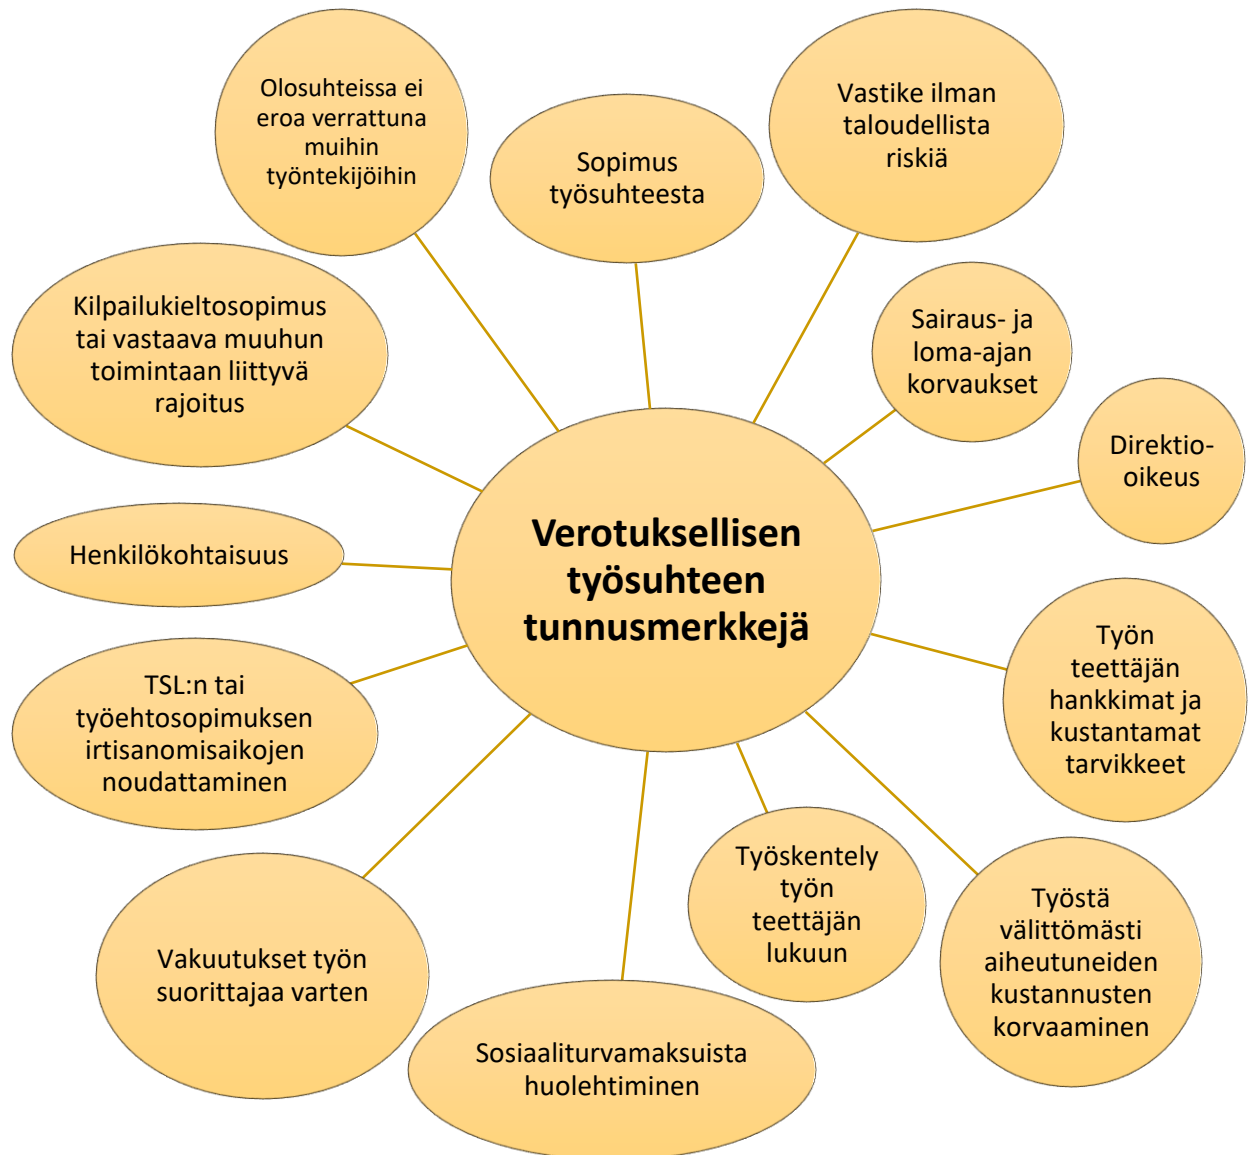 Olosuhteissa ei
eroa verrattuna
muihin
työntekijöihin
Sopimus
työsuhteesta
Vastike ilman
taloudellista
riskiä
Kilpailukieltosopimus
tai vastaava muuhun
toimintaan liittyvä
rajoitus
Sairaus- ja
loma-ajan
korvaukset
Direktio-
oikeus
Verotuksellisen
työsuhteen
tunnusmerkkejä
Henkilökohtaisuus
Työn
teettäjän
hankkimat ja
kustantamat
tarvikkeet
TSL:n tai
työehtosopimuksen
irtisanomisaikojen
noudattaminen
Työskentely
työn
teettäjän
lukuun
Työstä
välittömästi
aiheutuneiden
kustannusten
korvaaminen
Vakuutukset työn
suorittajaa varten
Sosiaaliturvamaksuista
huolehtiminen